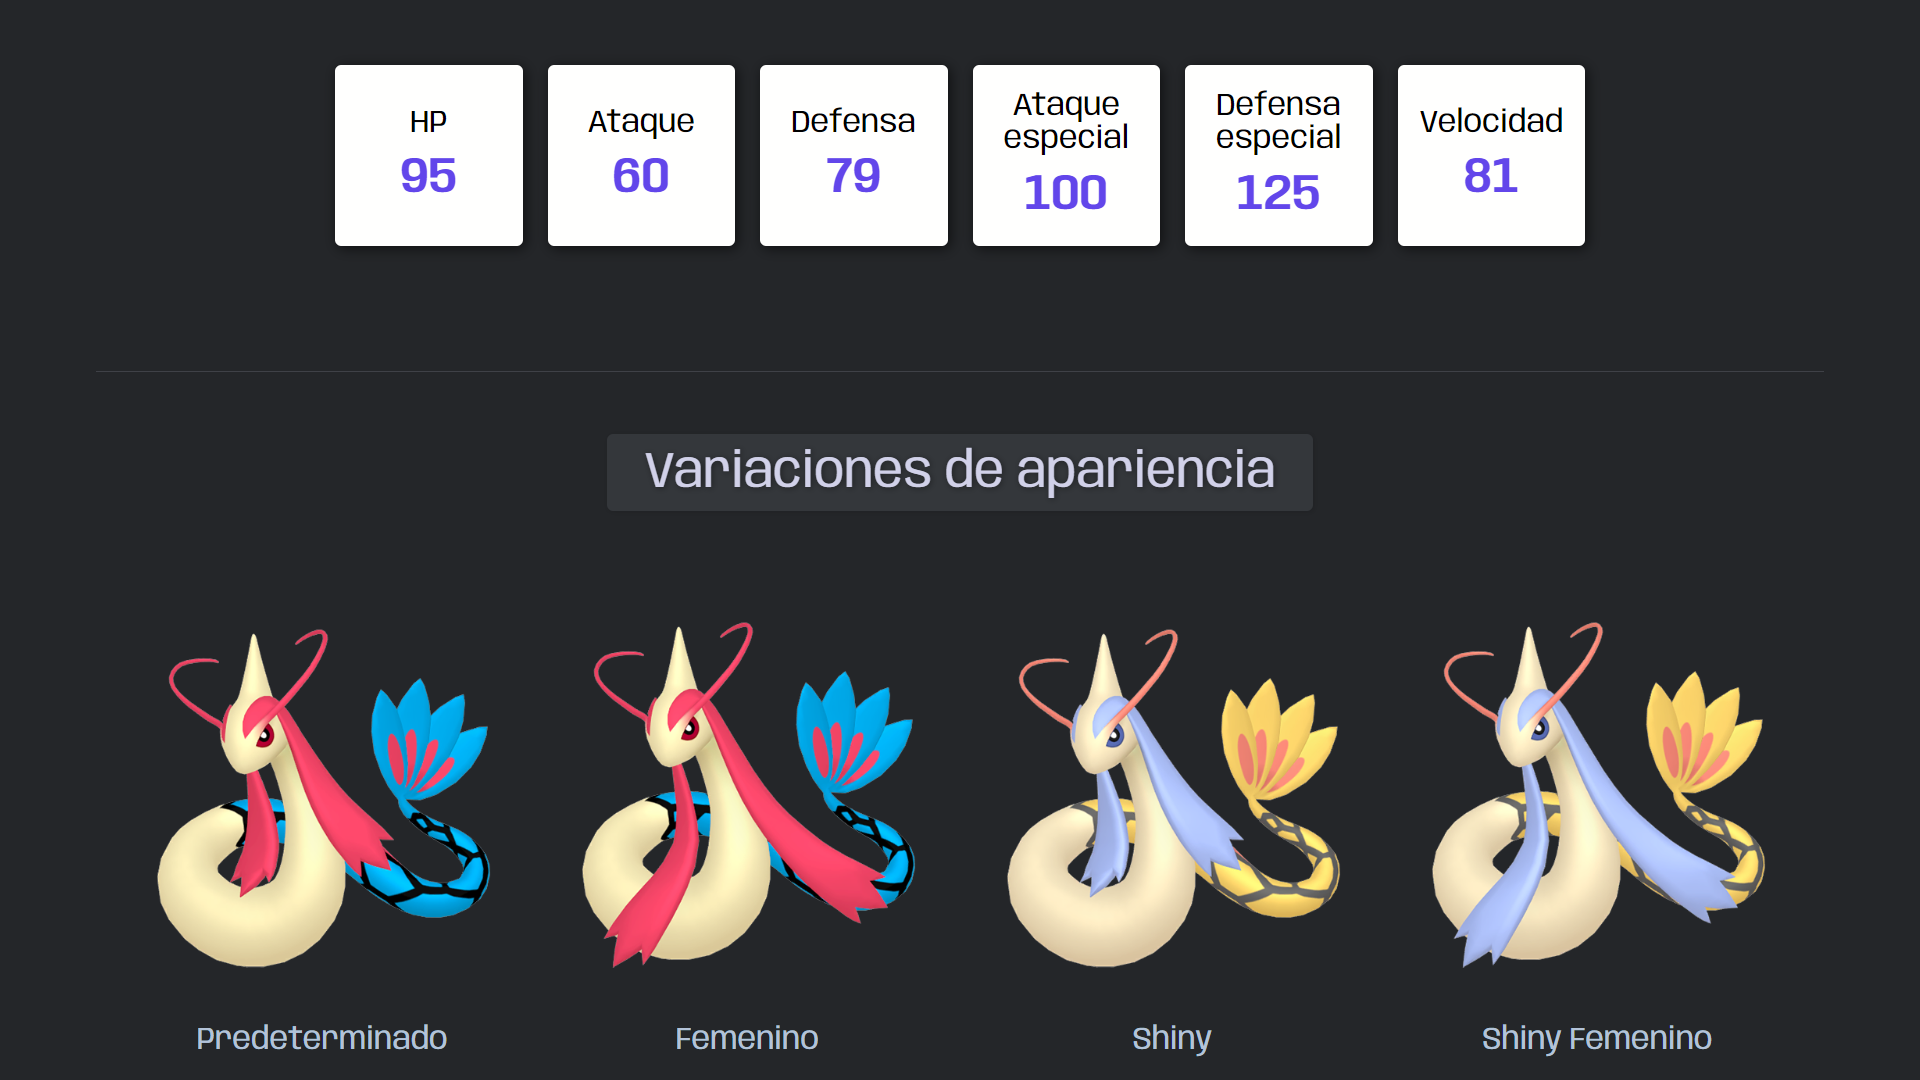 HP
95
Ataque
60
Defensa
79
Ataque
especial
100
Defensa
especial
125
Velocidad
81
Variaciones de apariencia
Predeterminado
Femenino
Shiny
Shiny Femenino